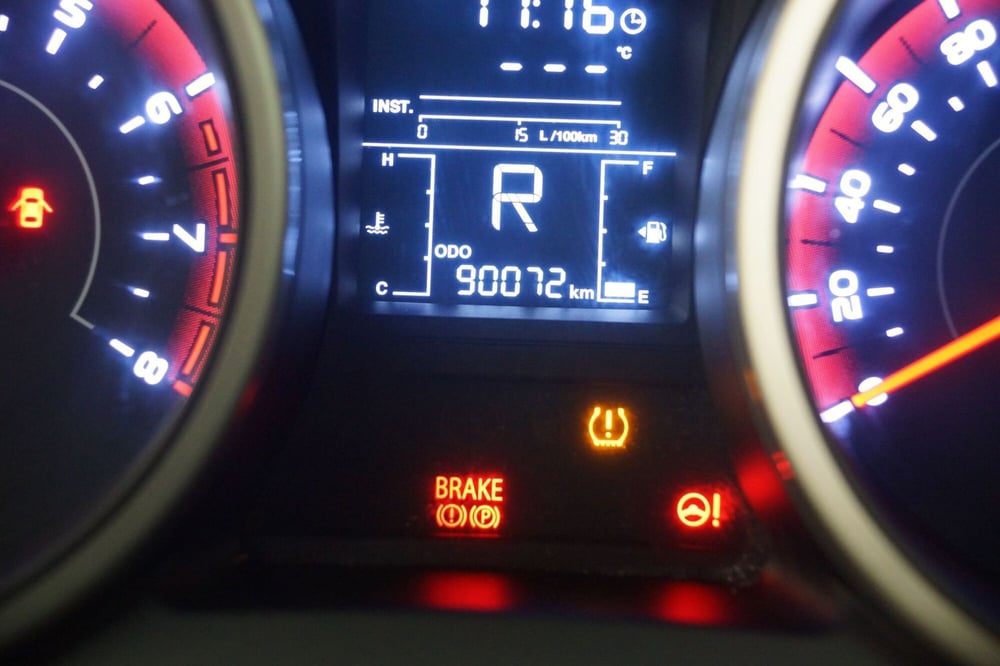 5
6
7
8
11:16
°C
- - -
INST.
0 15 L/100km 30
H
F
R
ODO
90072 km
C
E
BRAKE
(!) (P)
!
!
80
60
40
20
0